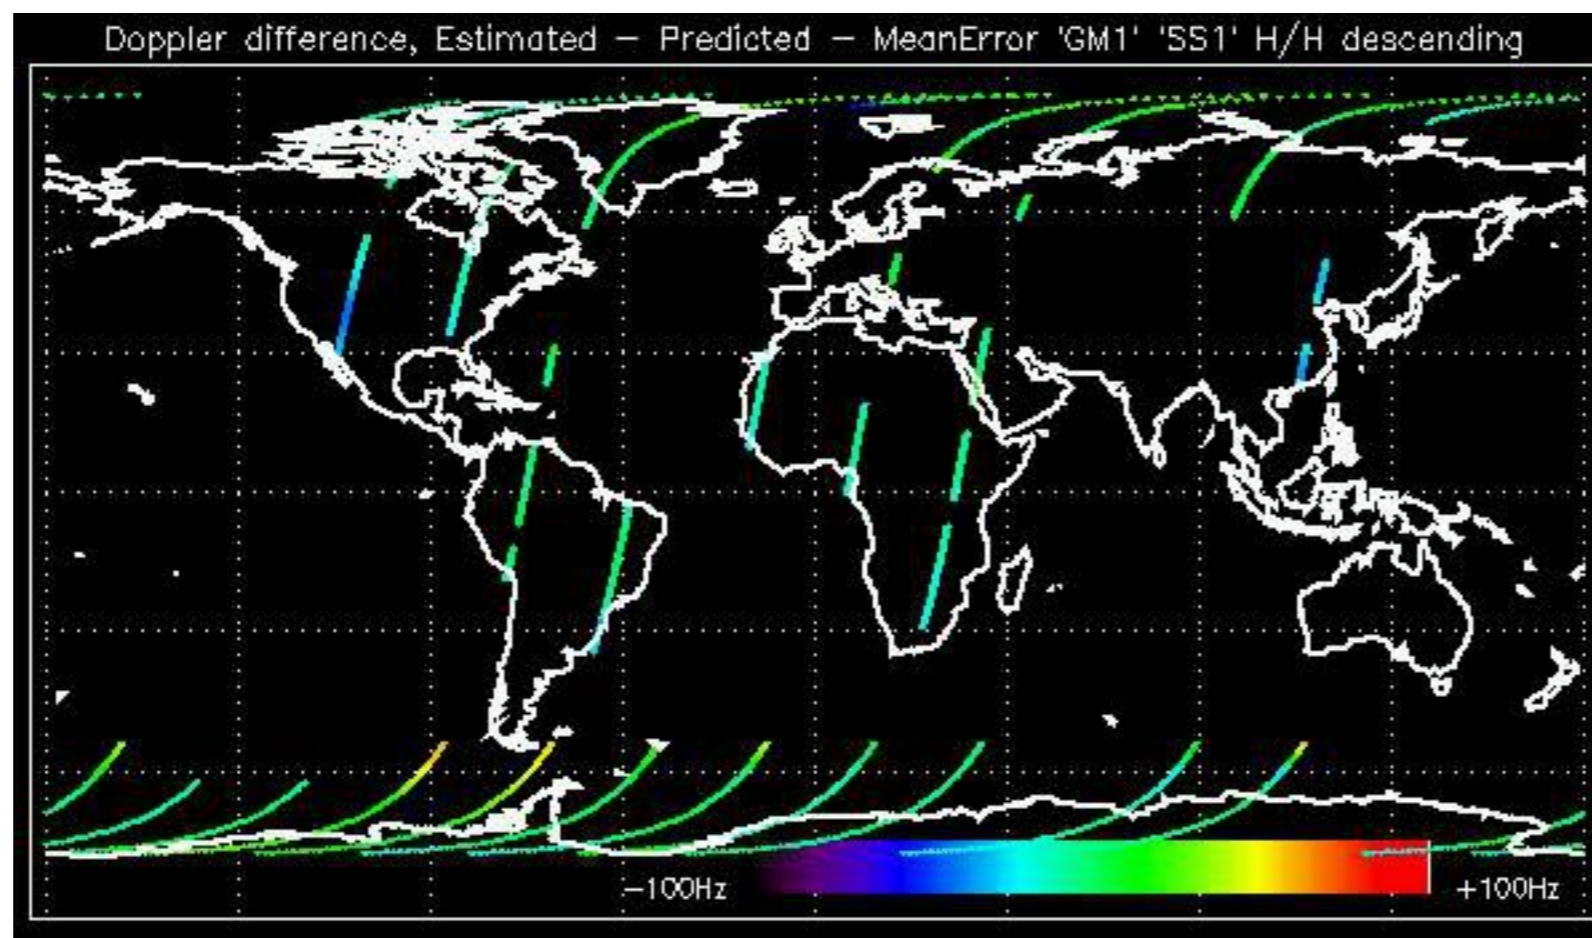 Doppler difference, Estimated – Predicted – MeanError 'GM1' 'SS1' H/H descending
–100Hz
+100Hz